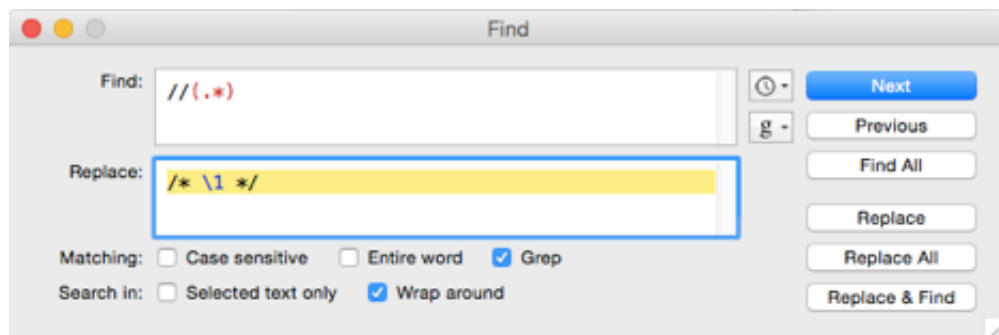 Find
Find: //(.*) Next
g Previous
Find All
Replace: /* \1 */
Replace
Matching: Case sensitive Entire word Grep Replace All
Search in: Selected text only Wrap around Replace & Find